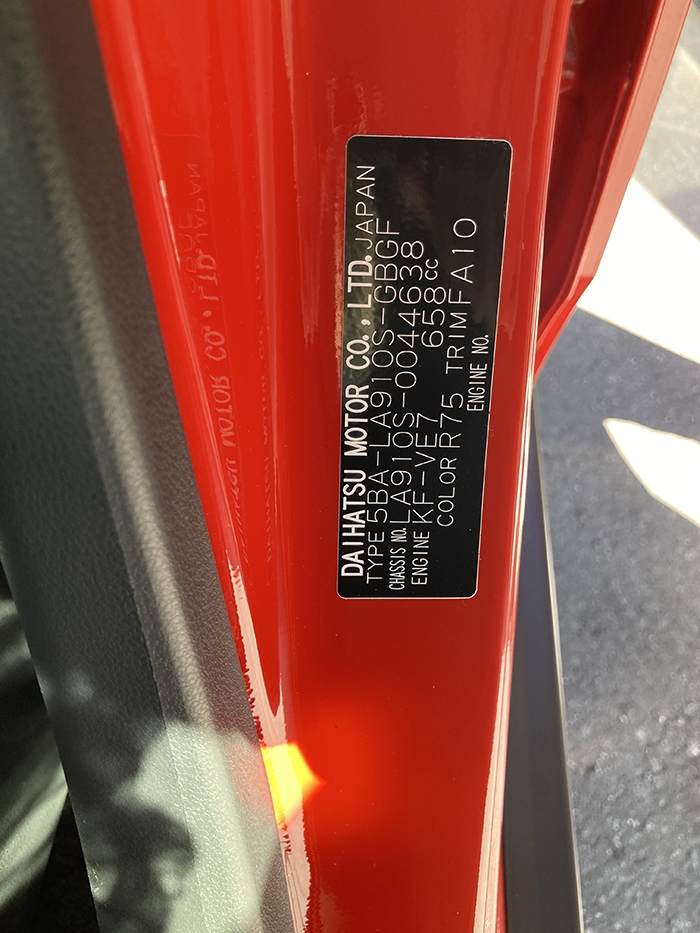 DAIHATSU MOTOR CO., LTD. JAPAN
TYPE 5BA-LA910S-GBGF
CHASSIS NO. LA910S-0044638
ENGINE KF-VE7 658CC
COLOR R75 TRIM FA10
ENGINE NO.